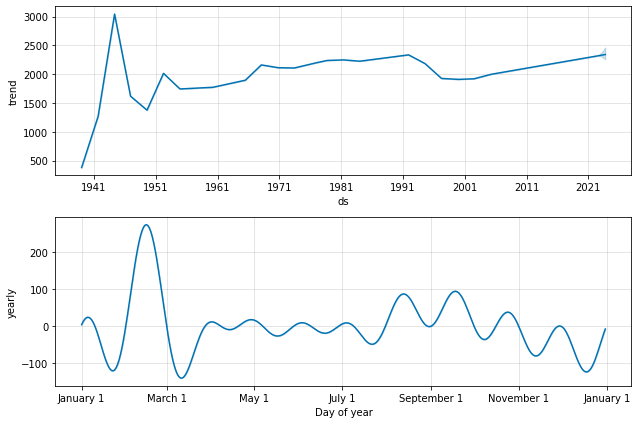 3000
2500
2000
1500
1000
500
trend
1941
1951
1961
1971
1981
1991
2001
2011
2021
ds
200
100
0
−100
yearly
January 1
March 1
May 1
July 1
September 1
November 1
January 1
Day of year